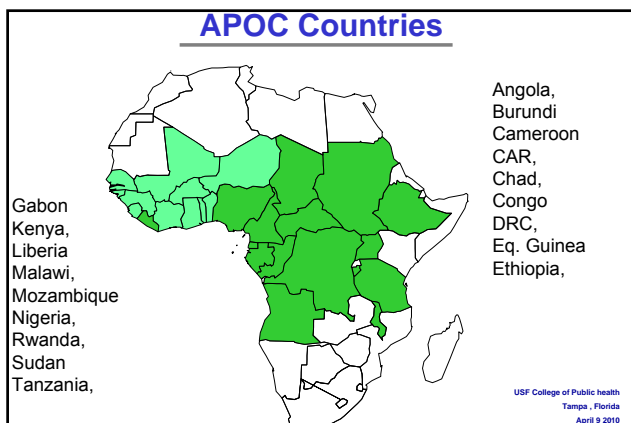 APOC Countries
Angola,
Burundi
Cameroon
CAR,
Chad,
Congo
DRC,
Eq. Guinea
Ethiopia,
Gabon
Kenya,
Liberia
Malawi,
Mozambique
Nigeria,
Rwanda,
Sudan
Tanzania,
USF College of Public health
Tampa , Florida
April 9 2010